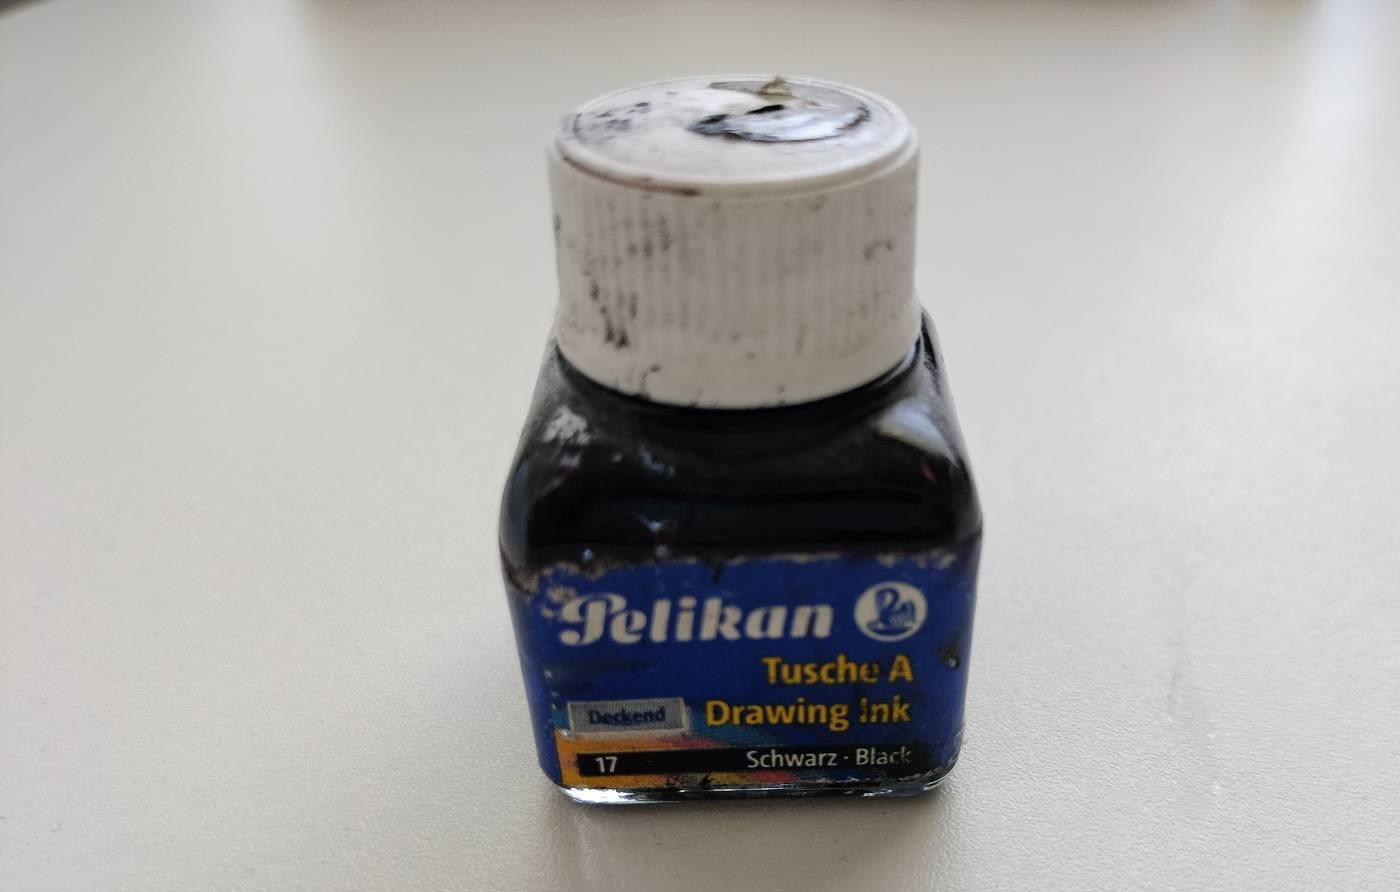 Pelikan
Tusche A
Deckend Drawing Ink
17 Schwarz · Black